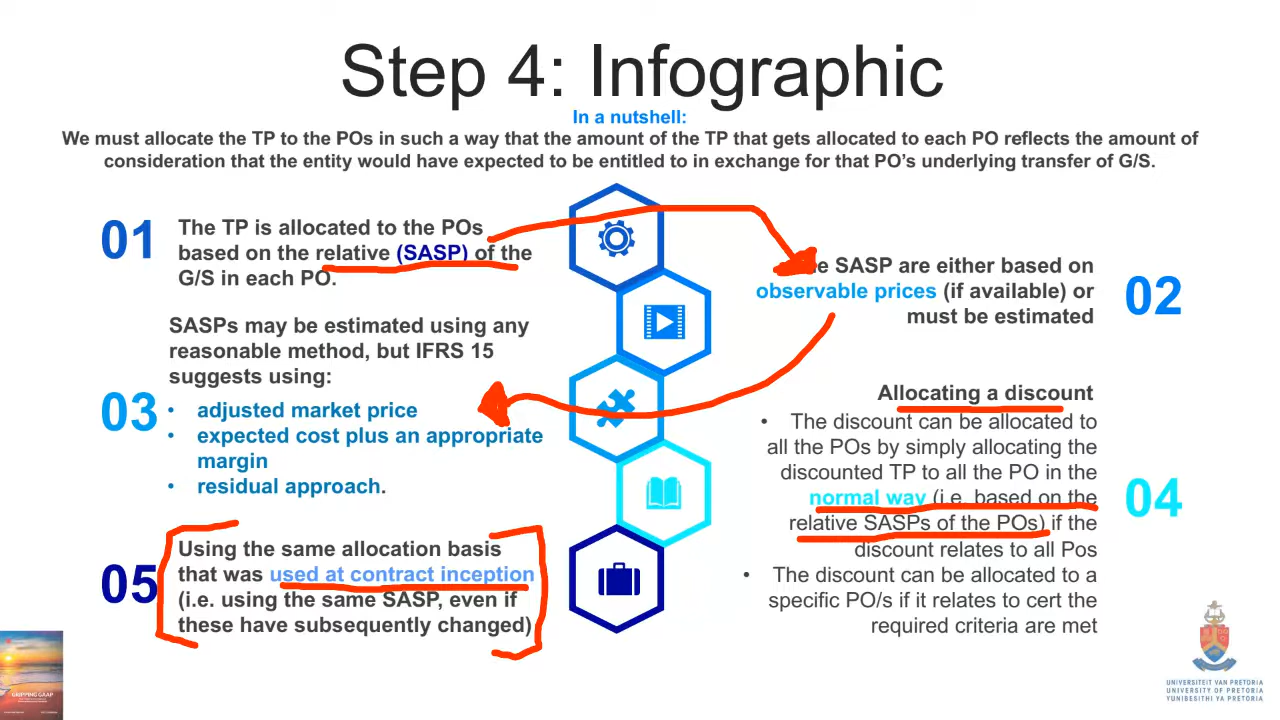 Step 4: Infographic
In a nutshell:
We must allocate the TP to the POs in such a way that the amount of the TP that gets allocated to each PO reflects the amount of
consideration that the entity would have expected to be entitled to in exchange for that PO's underlying transfer of G/S.
01
The TP is allocated to the POs
based on the relative (SASP) of the
G/S in each PO.
SASP are either based on
observable prices (if available) or
must be estimated
02
SASPs may be estimated using any
reasonable method, but IFRS 15
suggests using:
03
• adjusted market price
• expected cost plus an appropriate
margin
• residual approach.
Allocating a discount
• The discount can be allocated to
all the POs by simply allocating the
discounted TP to all the PO in the
normal way (i.e. based on the
relative SASPs of the POs) if the
discount relates to all Pos
• The discount can be allocated to a
specific PO/s if it relates to cert the
required criteria are met
04
05
Using the same allocation basis
that was used at contract inception
(i.e. using the same SASP, even if
these have subsequently changed)
GRIPPING GAAP
UNIVERSITEIT VAN PRETORIA
UNIVERSITY OF PRETORIA
YUNIBESITHI YA PRETORIA